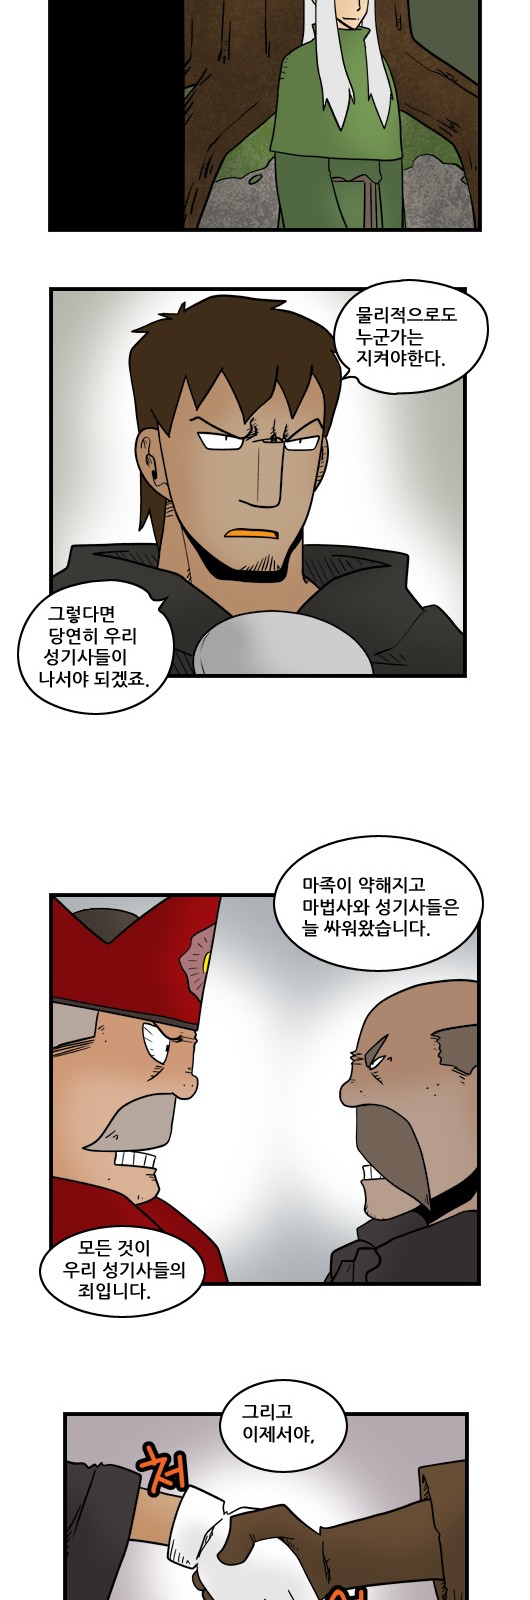 물리적으로도
누군가는
지켜야한다.
그렇다면
당연히 우리
성기사들이
나서야 되겠죠.
마족이 약해지고
마법사와 성기사들은
늘 싸워왔습니다.
모든 것이
우리 성기사들의
죄입니다.
그리고
이제서야,
처